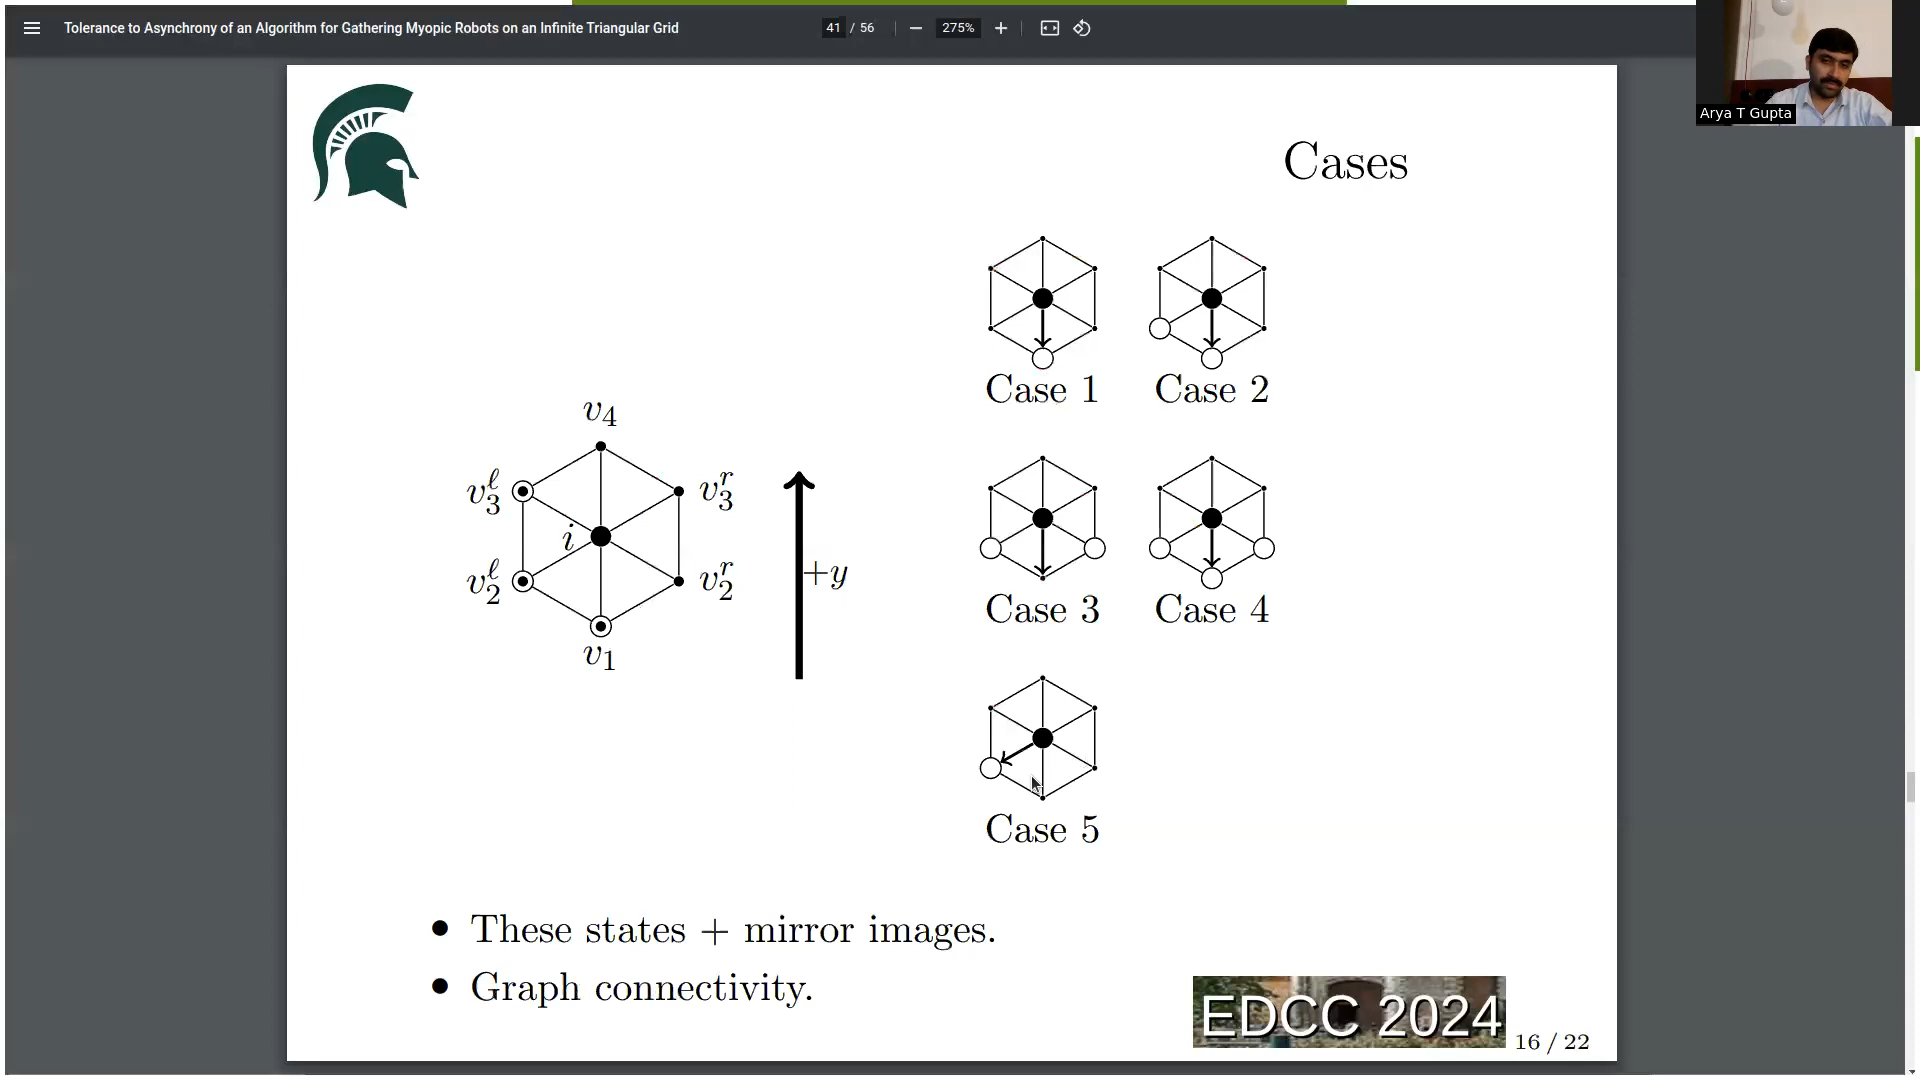 Tolerance to Asynchrony of an Algorithm for Gathering Myopic Robots on an Infinite Triangular Grid
41 / 56
275%
Arya T Gupta
Cases
Case 1
Case 2
v₄
v₃ˡ
v₃ʳ
i
v₂ˡ
v₂ʳ
v₁
+y
Case 3
Case 4
Case 5
• These states + mirror images.
• Graph connectivity.
EDCC 2024
16 / 22